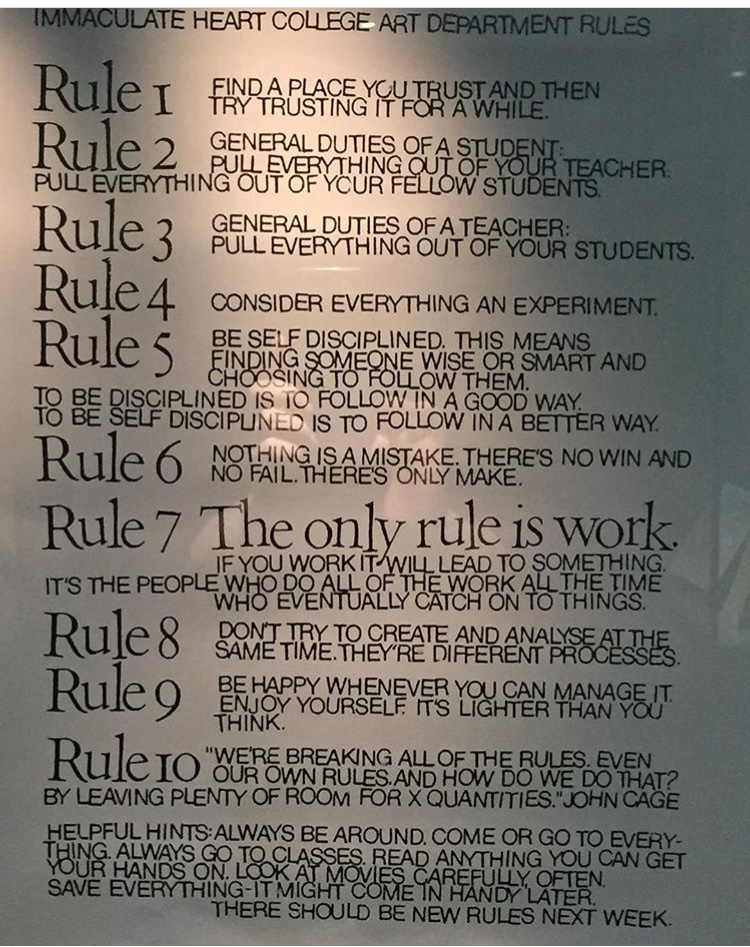 IMMACULATE HEART COLLEGE ART DEPARTMENT RULES
Rule 1 FIND A PLACE YOU TRUST AND THEN
TRY TRUSTING IT FOR A WHILE.
Rule 2 GENERAL DUTIES OF A STUDENT:
PULL EVERYTHING OUT OF YOUR TEACHER.
PULL EVERYTHING OUT OF YOUR FELLOW STUDENTS.
Rule 3 GENERAL DUTIES OF A TEACHER:
PULL EVERYTHING OUT OF YOUR STUDENTS.
Rule 4 CONSIDER EVERYTHING AN EXPERIMENT.
Rule 5 BE SELF DISCIPLINED. THIS MEANS
FINDING SOMEONE WISE OR SMART AND
CHOOSING TO FOLLOW THEM.
TO BE DISCIPLINED IS TO FOLLOW IN A GOOD WAY.
TO BE SELF DISCIPLINED IS TO FOLLOW IN A BETTER WAY.
Rule 6 NOTHING IS A MISTAKE. THERE'S NO WIN AND
NO FAIL. THERE'S ONLY MAKE.
Rule 7 The only rule is work.
IF YOU WORK IT WILL LEAD TO SOMETHING.
IT'S THE PEOPLE WHO DO ALL OF THE WORK ALL THE TIME
WHO EVENTUALLY CATCH ON TO THINGS.
Rule 8 DON'T TRY TO CREATE AND ANALYSE AT THE
SAME TIME. THEY'RE DIFFERENT PROCESSES.
Rule 9 BE HAPPY WHENEVER YOU CAN MANAGE IT.
ENJOY YOURSELF. IT'S LIGHTER THAN YOU
THINK.
Rule 10 "WE'RE BREAKING ALL OF THE RULES. EVEN
OUR OWN RULES. AND HOW DO WE DO THAT?
BY LEAVING PLENTY OF ROOM FOR X QUANTITIES." JOHN CAGE
HELPFUL HINTS: ALWAYS BE AROUND. COME OR GO TO EVERY-
THING. ALWAYS GO TO CLASSES. READ ANYTHING YOU CAN GET
YOUR HANDS ON. LOOK AT MOVIES CAREFULLY, OFTEN.
SAVE EVERYTHING-IT MIGHT COME IN HANDY LATER.
THERE SHOULD BE NEW RULES NEXT WEEK.